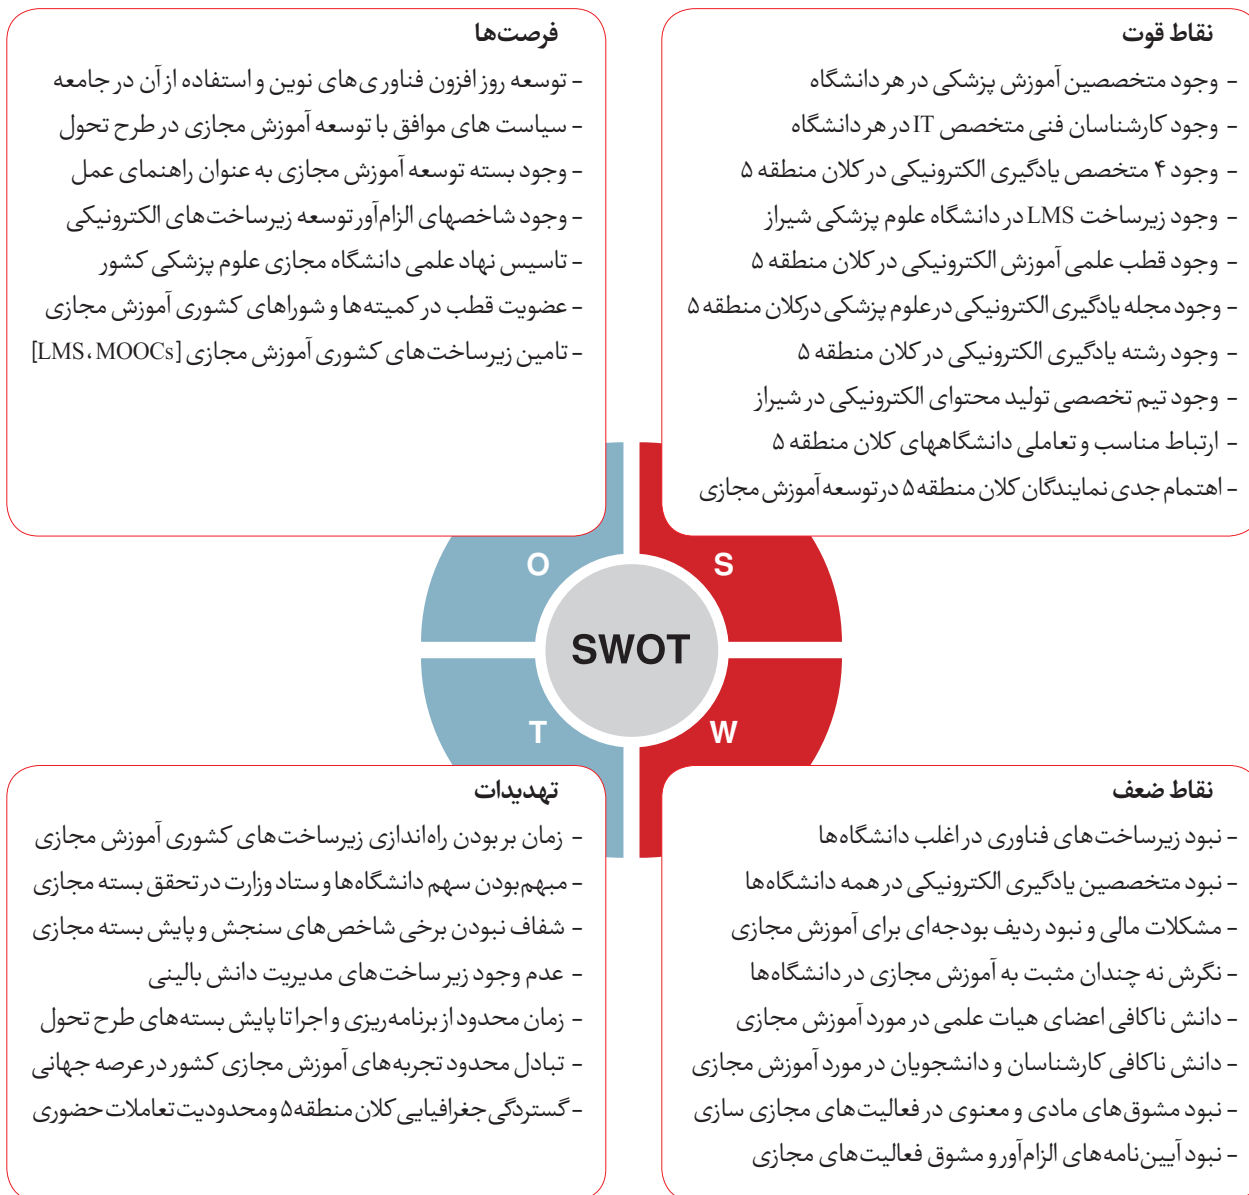 نقاط قوت
- وجود متخصصین آموزش پزشکی در هر دانشگاه
- وجود کارشناسان فنی متخصص IT در هر دانشگاه
- وجود ۴ متخصص یادگیری الکترونیکی در کلان منطقه ۵
- وجود زیرساخت LMS در دانشگاه علوم پزشکی شیراز
- وجود قطب علمی آموزش الکترونیکی در کلان منطقه ۵
- وجود مجله یادگیری الکترونیکی در علوم پزشکی درکلان منطقه ۵
- وجود رشته یادگیری الکترونیکی در کلان منطقه ۵
- وجود تیم تخصصی تولید محتوای الکترونیکی در شیراز
- ارتباط مناسب و تعاملی دانشگاههای کلان منطقه ۵
- اهتمام جدی نمایندگان کلان منطقه ۵ در توسعه آموزش مجازی
فرصت‌ها
- توسعه روز افزون فناوری‌های نوین و استفاده از آن در جامعه
- سیاست های موافق با توسعه آموزش مجازی در طرح تحول
- وجود بسته توسعه آموزش مجازی به عنوان راهنمای عمل
- وجود شاخصهای الزام‌آور توسعه زیرساخت‌های الکترونیکی
- تاسیس نهاد علمی دانشگاه مجازی علوم پزشکی کشور
- عضویت قطب در کمیته‌ها و شوراهای کشوری آموزش مجازی
- تامین زیرساخت‌های کشوری آموزش مجازی [LMS، MOOCs]
O
S
SWOT
T
W
نقاط ضعف
- نبود زیرساخت‌های فناوری در اغلب دانشگاه‌ها
- نبود متخصصین یادگیری الکترونیکی در همه دانشگاه‌ها
- مشکلات مالی و نبود ردیف بودجه‌ای برای آموزش مجازی
- نگرش نه چندان مثبت به آموزش مجازی در دانشگاه‌ها
- دانش ناکافی اعضای هیات علمی در مورد آموزش مجازی
- دانش ناکافی کارشناسان و دانشجویان در مورد آموزش مجازی
- نبود مشوق‌های مادی و معنوی در فعالیت‌های مجازی سازی
- نبود آیین‌نامه‌های الزام‌آور و مشوق فعالیت‌های مجازی
تهدیدات
- زمان بر بودن راه‌اندازی زیرساخت‌های کشوری آموزش مجازی
- مبهم‌بودن سهم دانشگاه‌ها و ستاد وزارت در تحقق بسته مجازی
- شفاف نبودن برخی شاخص‌های سنجش و پایش بسته مجازی
- عدم وجود زیر ساخت‌های مدیریت دانش بالینی
- زمان محدود از برنامه‌ریزی و اجرا تا پایش بسته‌های طرح تحول
- تبادل محدود تجربه‌های آموزش مجازی کشور در عرصه جهانی
- گستردگی جغرافیایی کلان منطقه ۵ و محدودیت تعاملات حضوری